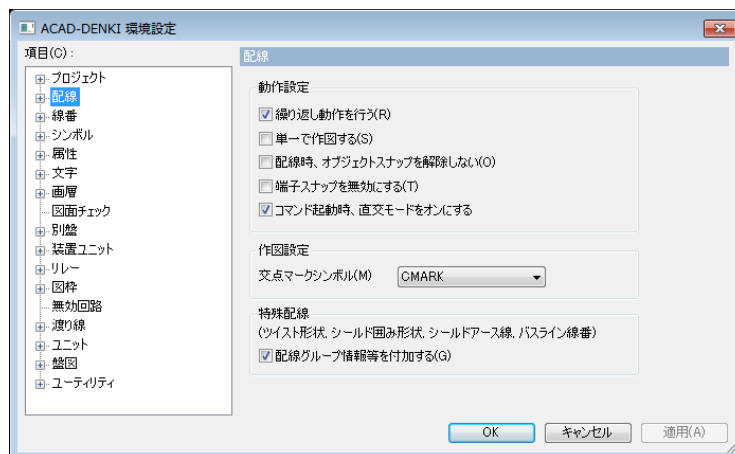 ACAD-DENKI 環境設定
項目(C):
プロジェクト
配線
線番
シンボル
属性
文字
画層
図面チェック
別盤
装置ユニット
リレー
図枠
無効回路
渡り線
ユニット
盤図
ユーティリティ
配線
動作設定
繰り返し動作を行う(R)
単一で作図する(S)
配線時、オブジェクトスナップを解除しない(O)
端子スナップを無効にする(T)
コマンド起動時、直交モードをオンにする
作図設定
交点マークシンボル(M) CMARK
特殊配線
(ツイスト形状, シールド囲み形状, シールドアース線, バスライン線番)
配線グループ情報等を付加する(G)
OK キャンセル 適用(A)